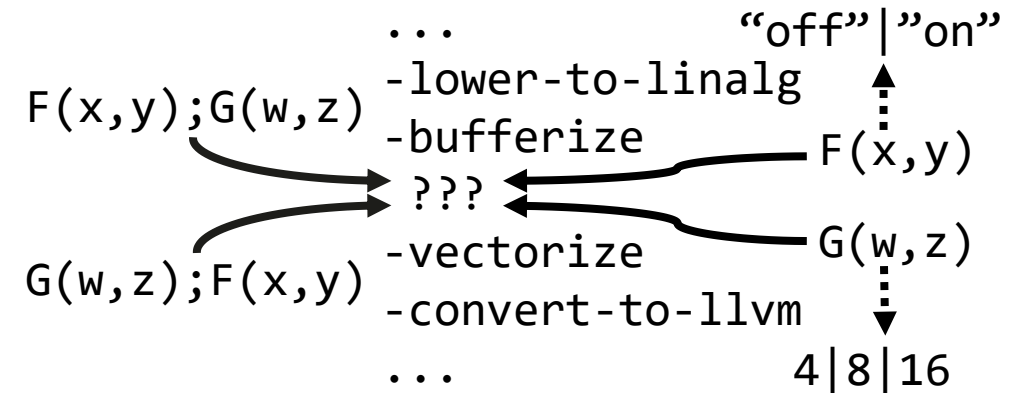 F(x,y);G(w,z)
G(w,z);F(x,y)
...
-lower-to-linalg
-bufferize
???
-vectorize
-convert-to-llvm
...
“off”|”on”
F(x,y)
G(w,z)
4|8|16